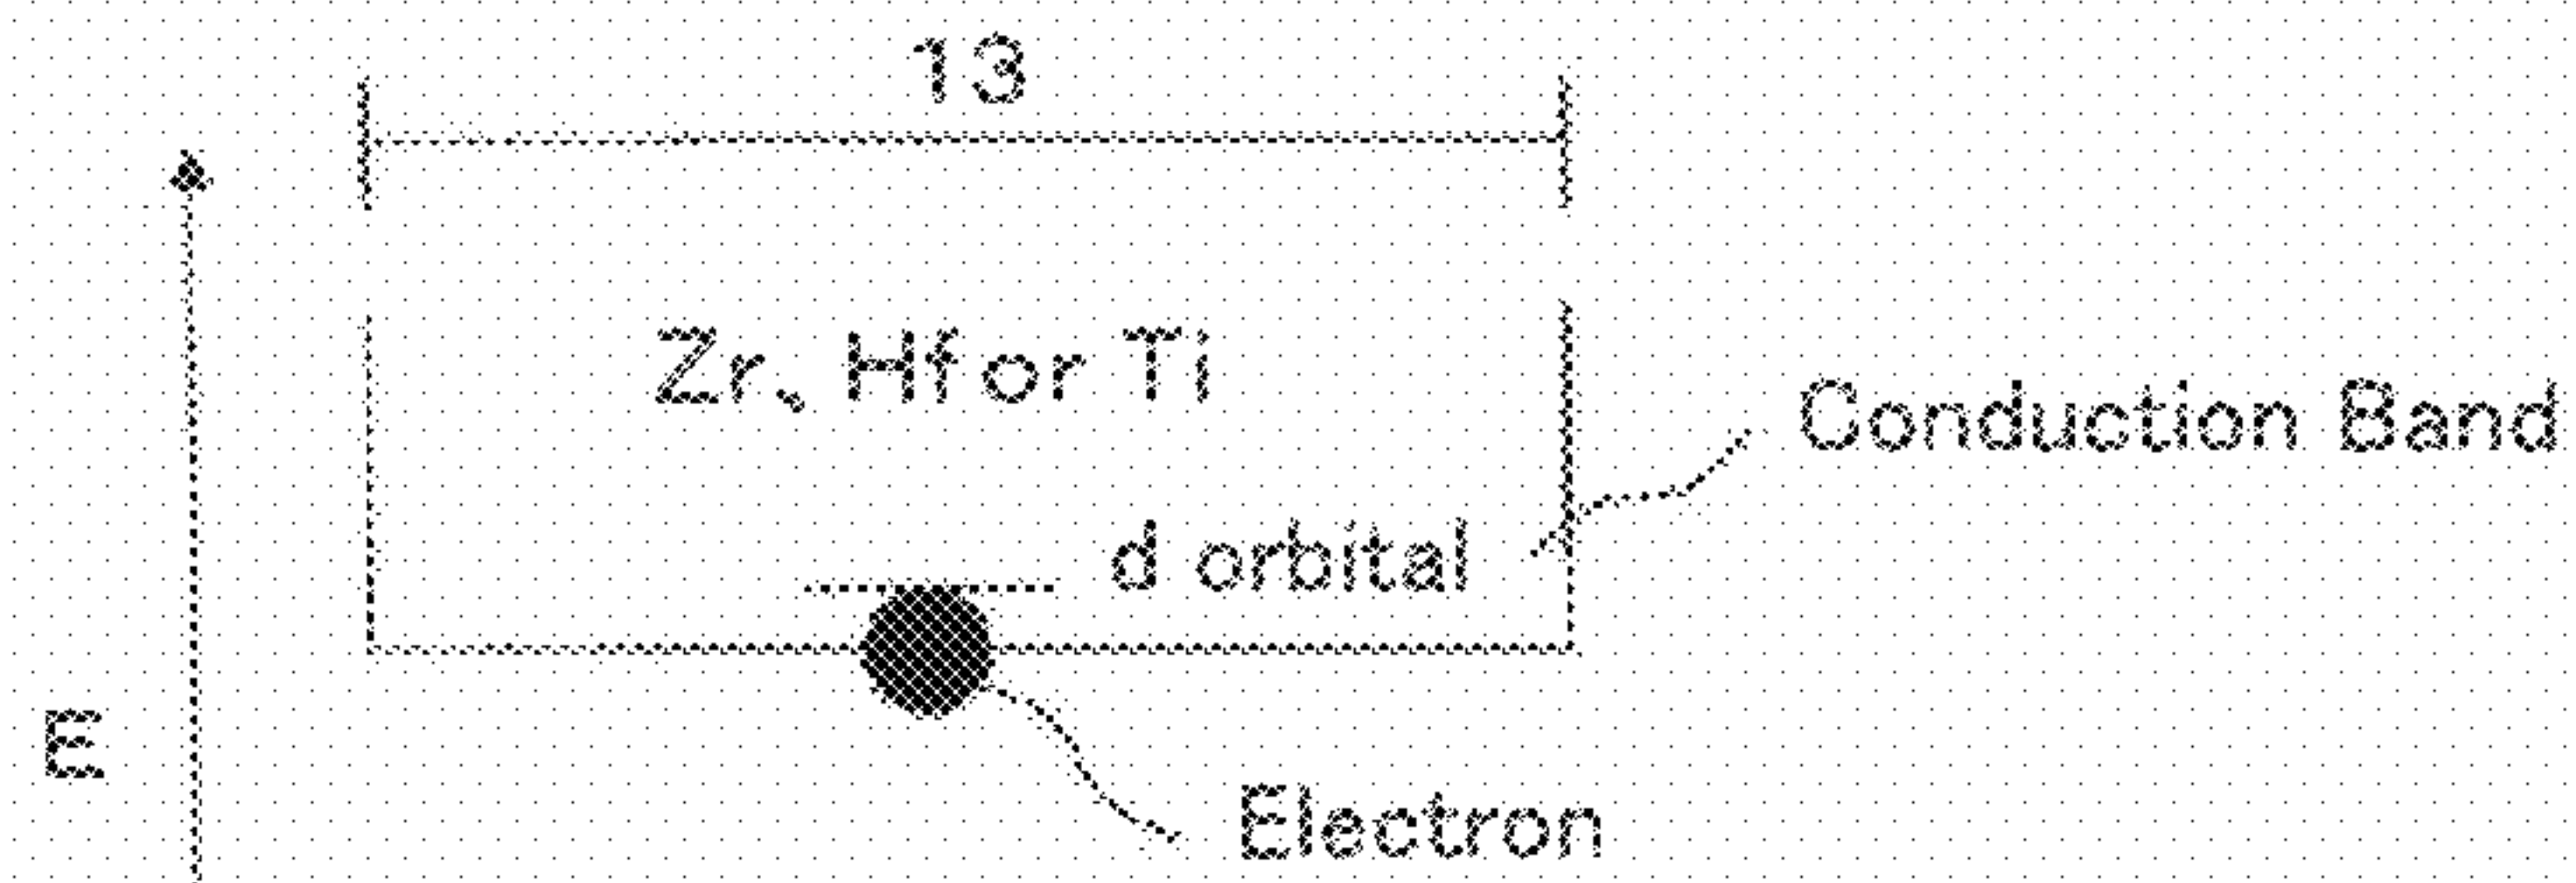 13
Zr, Hf or Ti
Conduction Band
d orbital
E
Electron